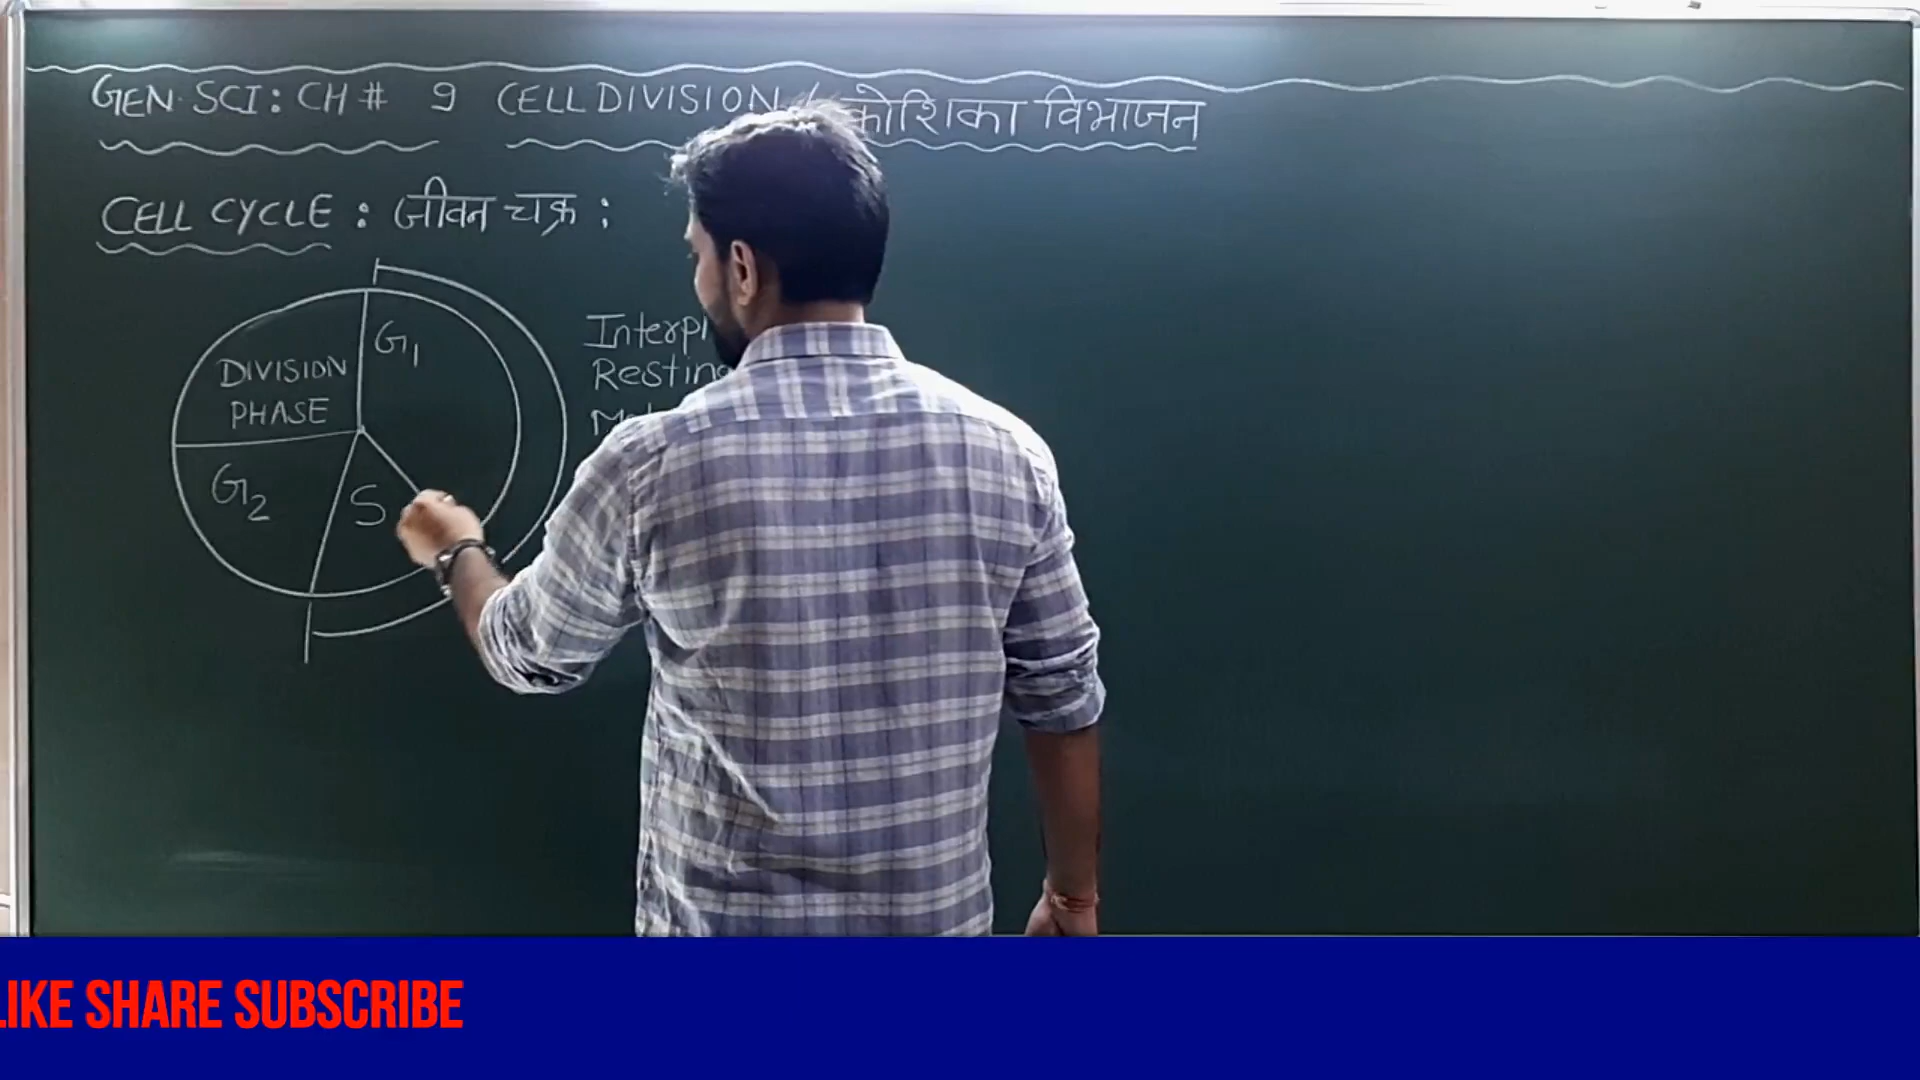 GEN. SCI: CH # 9 CELL DIVISION / कोशिका विभाजन
CELL CYCLE : जीवन चक्र :
G1
DIVISION
PHASE
G2
S
Resting
LIKE SHARE SUBSCRIBE